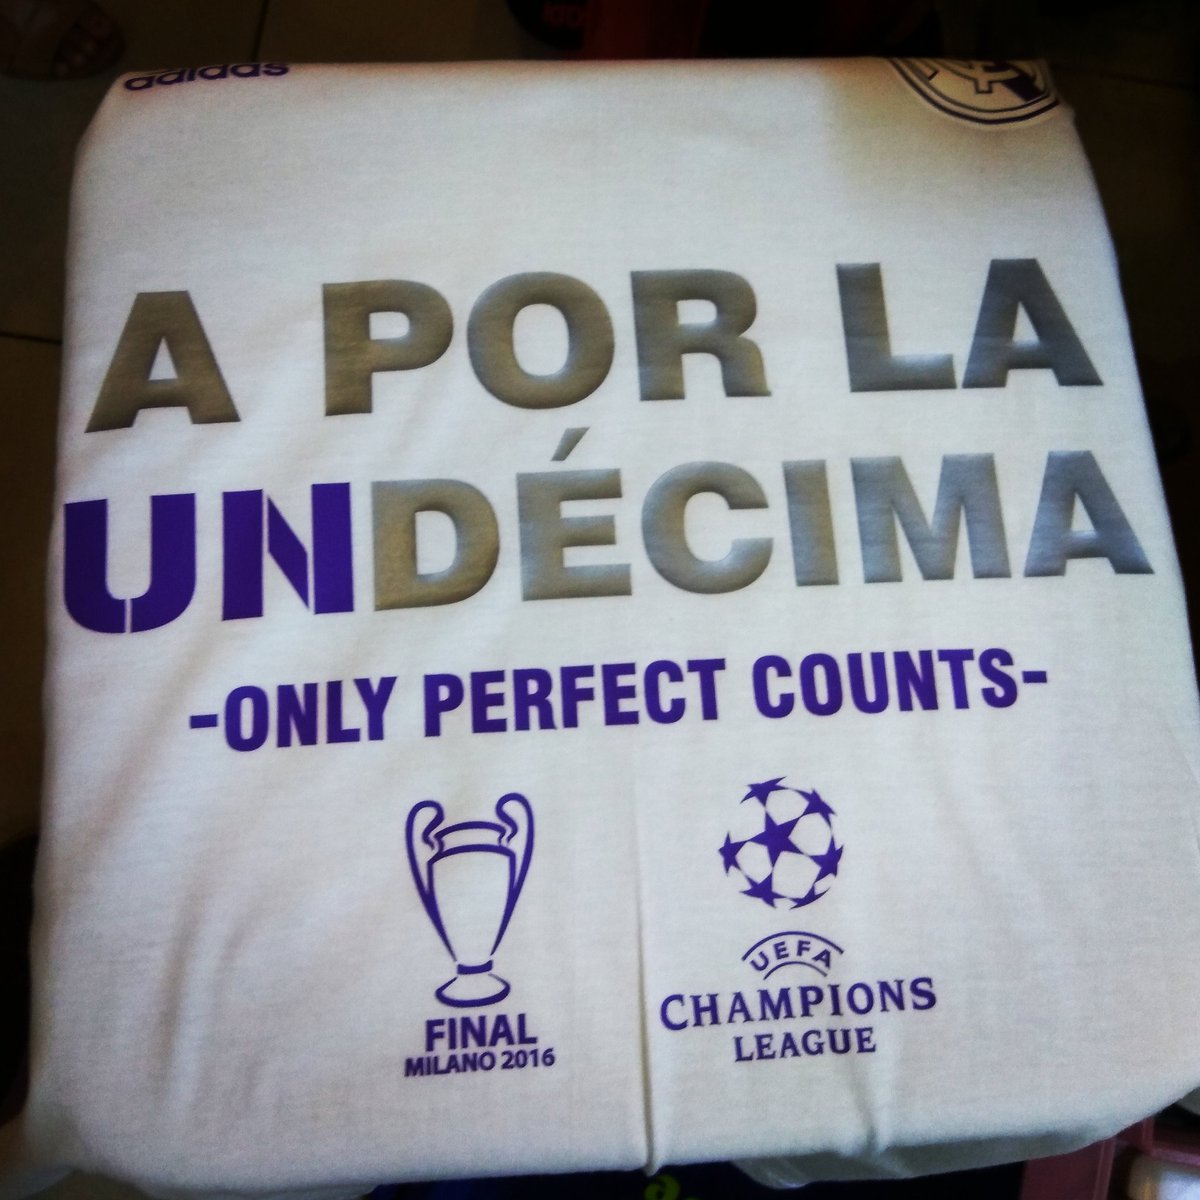 adidas
A POR LA
UNDÉCIMA
-ONLY PERFECT COUNTS-
FINAL
MILANO 2016
UEFA
CHAMPIONS
LEAGUE